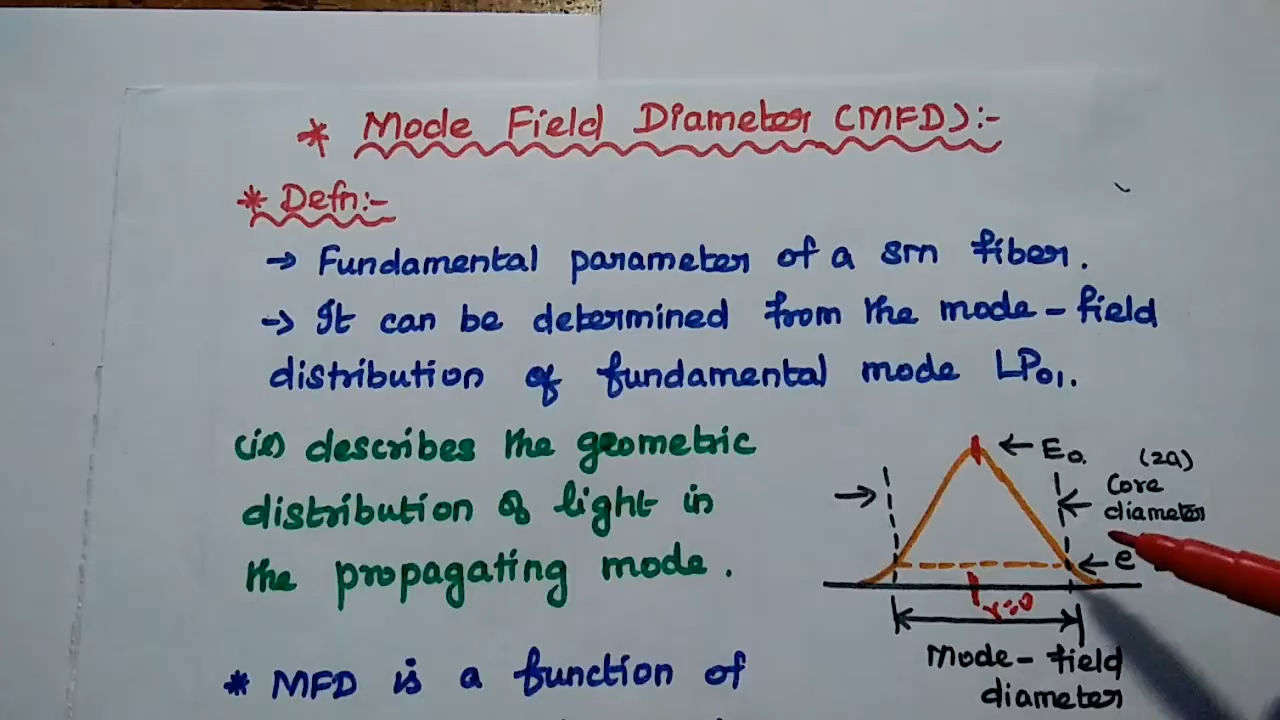 * Mode Field Diameter (MFD):-
* Defn:-
→ Fundamental parameter of a sm fiber.
→ It can be determined from the mode-field
distribution of fundamental mode LP01.
(ie) describes the geometric
distribution of light in
the propagating mode.
* MFD is a function of
← E0.
(2a)
Core
diameter
← e
r=0
Mode-field
diameter